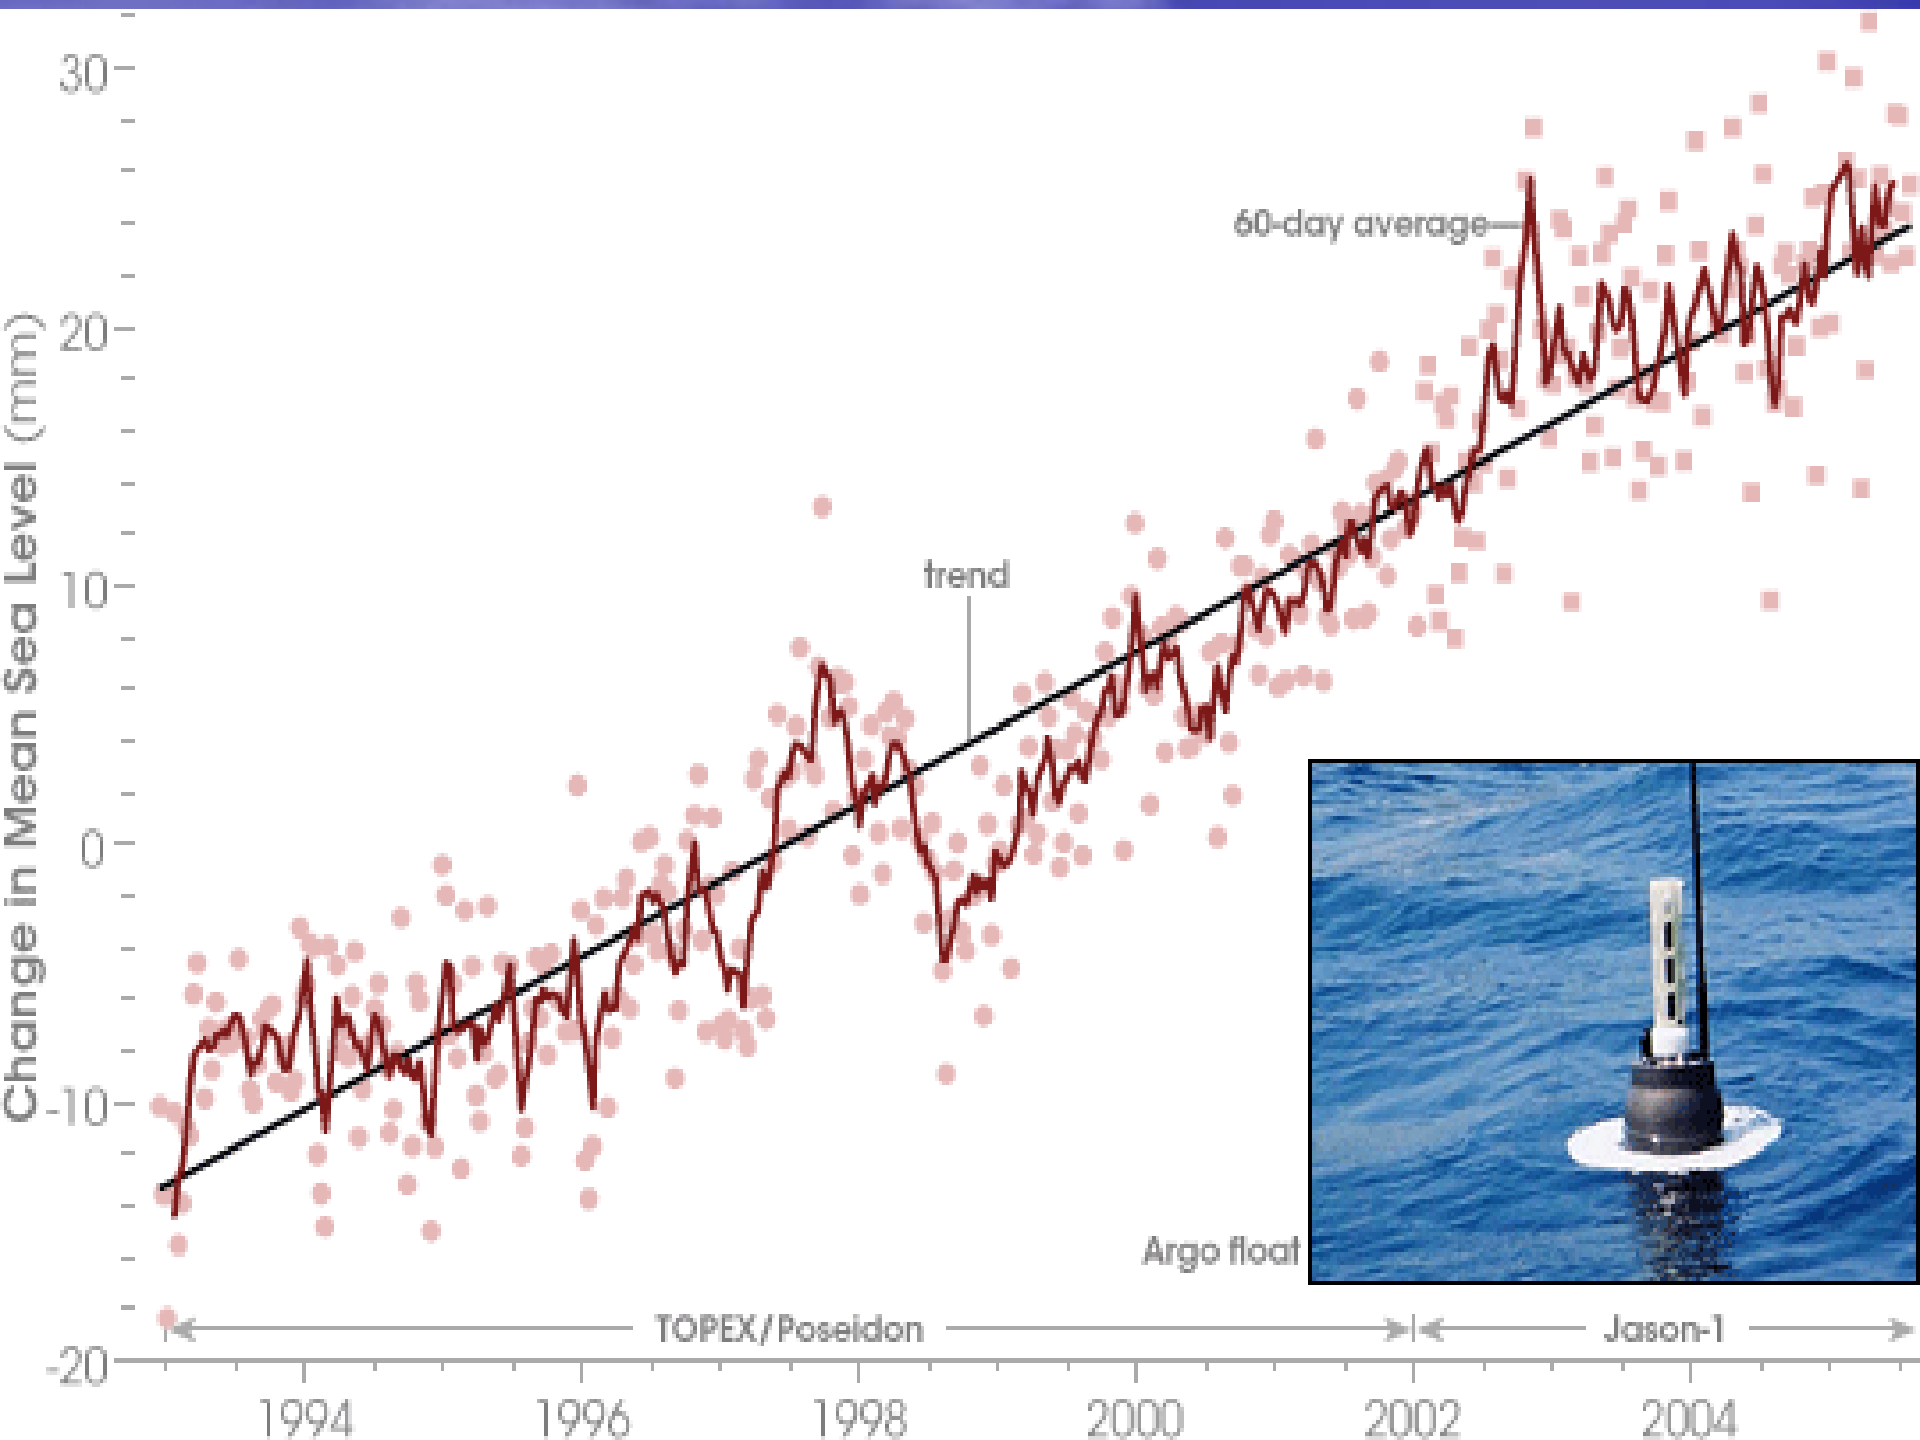 Change in Mean Sea Level (mm)
30
20
10
0
-10
-20
60-day average
trend
Argo float
TOPEX/Poseidon
Jason-1
1994 1996 1998 2000 2002 2004